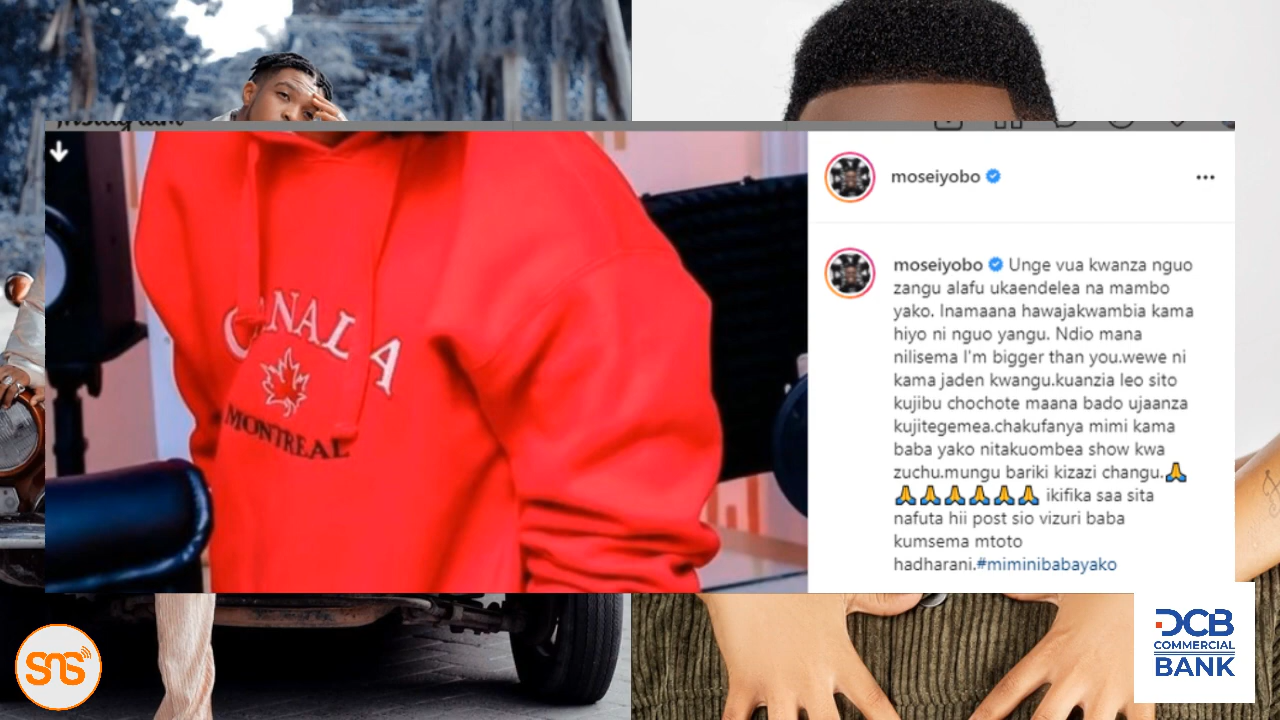 Instagram
CANALA
MONTREAL
moseiyobo
moseiyobo Unge vua kwanza nguo
zangu alafu ukaendelea na mambo
yako. Inamaana hawajakwambia kama
hiyo ni nguo yangu. Ndio mana
nilisema I'm bigger than you.wewe ni
kama jaden kwangu.kuanzia leo sito
kujibu chochote maana bado ujaanza
kujitegemea.chakufanya mimi kama
baba yako nitakuombea show kwa
zuchu.mungu bariki kizazi changu.🙏
🙏🙏🙏🙏🙏🙏 ikifika saa sita
nafuta hii post sio vizuri baba
kumsema mtoto
hadharani.#miminibabayako
SNS
DCB
COMMERCIAL
BANK